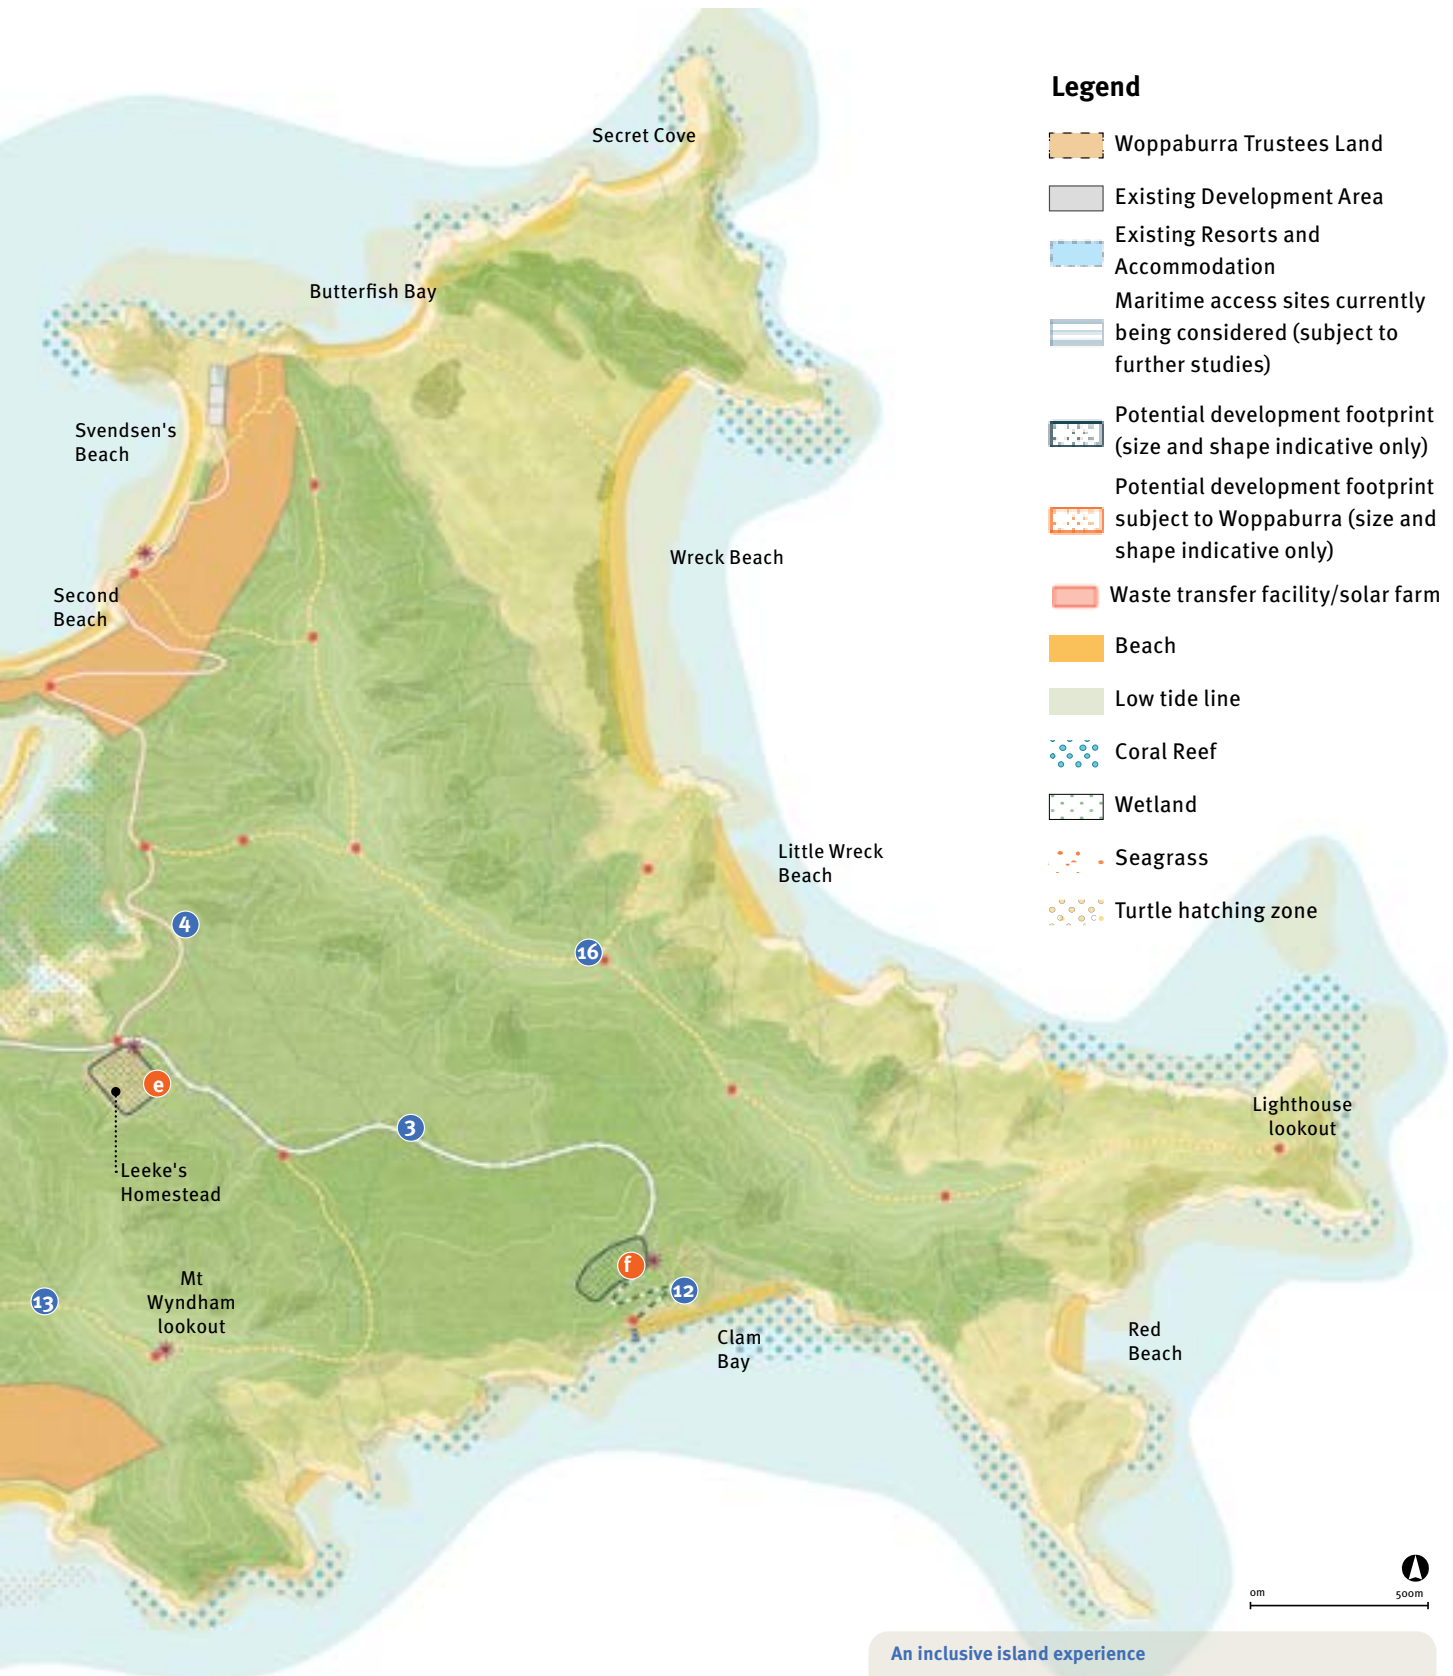 Legend
Woppaburra Trustees Land
Existing Development Area
Existing Resorts and
Accommodation
Maritime access sites currently
being considered (subject to
further studies)
Potential development footprint
(size and shape indicative only)
Potential development footprint
subject to Woppaburra (size and
shape indicative only)
Waste transfer facility/solar farm
Beach
Low tide line
Coral Reef
Wetland
Seagrass
Turtle hatching zone
Secret Cove
Butterfish Bay
Svendsen's
Beach
Wreck Beach
Second
Beach
Little Wreck
Beach
4
16
e
3
Lighthouse
lookout
Leeke's
Homestead
f
12
13
Mt
Wyndham
lookout
Clam
Bay
Red
Beach
0m
500m
An inclusive island experience